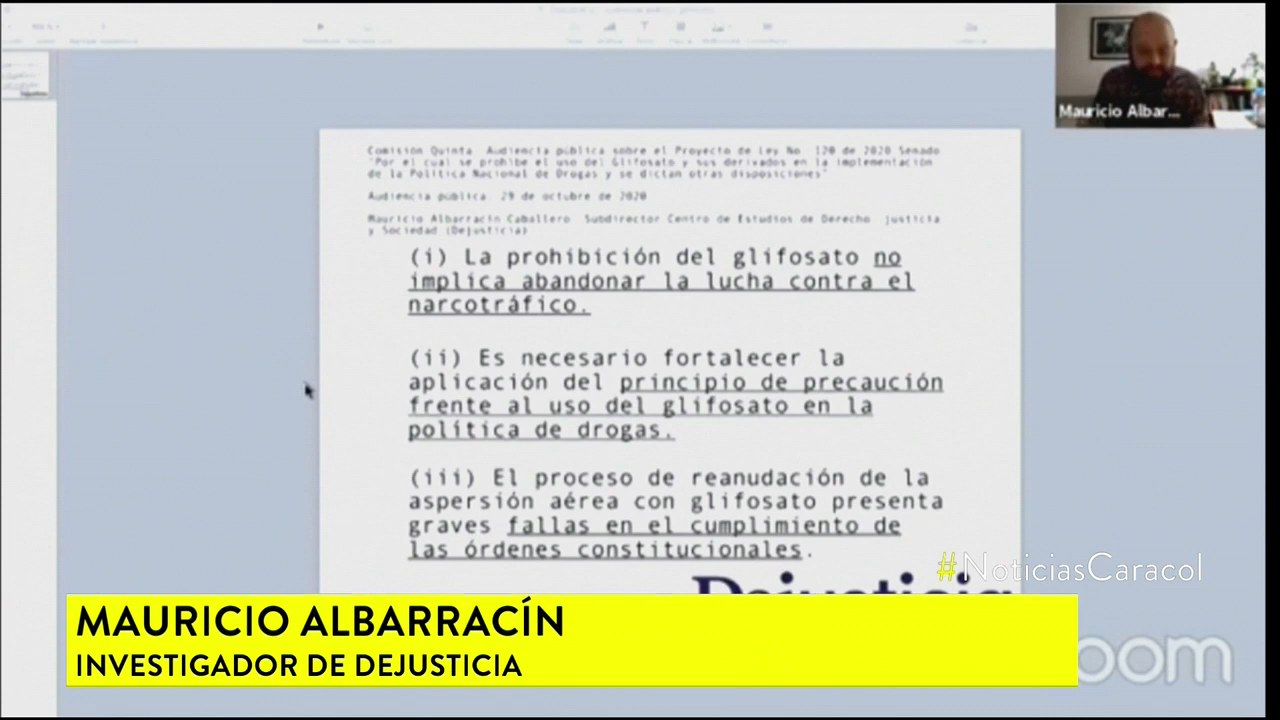 Mauricio Albar...
Comisión Quinta Audiencia pública sobre el Proyecto de Ley No. 120 de 2020 Senado
"Por el cual se prohibe el uso del Glifosato y sus derivados en la implementación
de la Política Nacional de Drogas y se dictan otras disposiciones"
Audiencia pública. 29 de octubre de 2020
Mauricio Albarracín Caballero Subdirector Centro de Estudios de Derecho justicia
y Sociedad (Dejusticia)
(i) La prohibición del glifosato no
implica abandonar la lucha contra el
narcotráfico.
(ii) Es necesario fortalecer la
aplicación del principio de precaución
frente al uso del glifosato en la
política de drogas.
(iii) El proceso de reanudación de la
aspersión aérea con glifosato presenta
graves fallas en el cumplimiento de
las órdenes constitucionales.
#NoticiasCaracol
Dejusticia
MAURICIO ALBARRACÍN
INVESTIGADOR DE DEJUSTICIA
oom